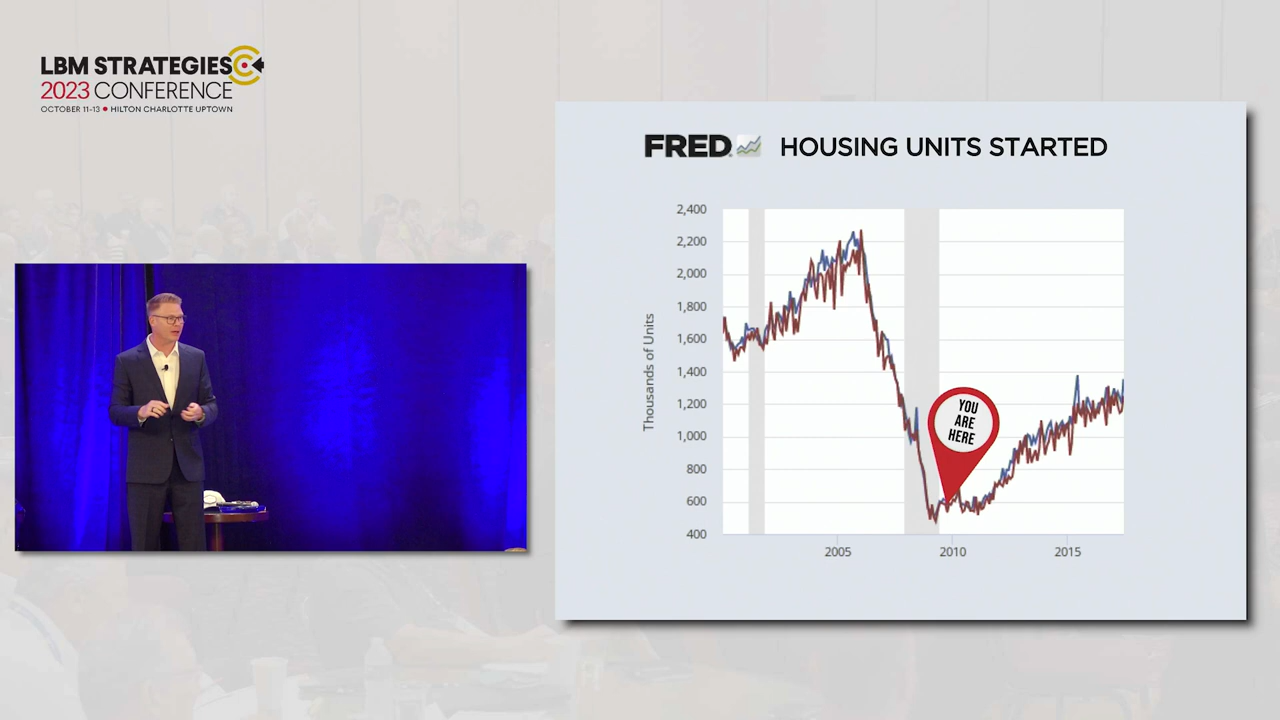 LBM STRATEGIES
2023 CONFERENCE
OCTOBER 11-13 • HILTON CHARLOTTE UPTOWN
FRED HOUSING UNITS STARTED
2,400
2,200
2,000
1,800
1,600
1,400
1,200
1,000
800
600
400
Thousands of Units
YOU
ARE
HERE
2005 2010 2015